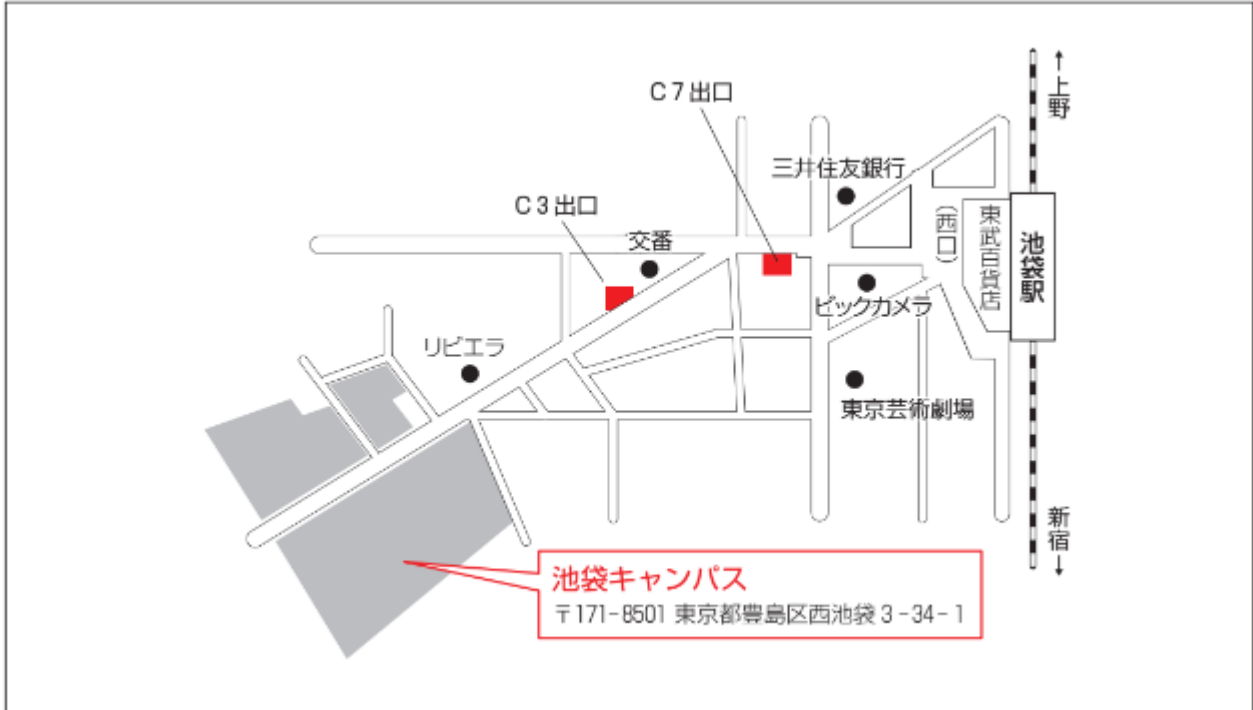 ↑上野
C7出口
三井住友銀行
C3出口
交番
(西口)
東武百貨店
池袋駅
ビックカメラ
リビエラ
東京芸術劇場
新宿↓
池袋キャンパス
〒171-8501 東京都豊島区西池袋3-34-1